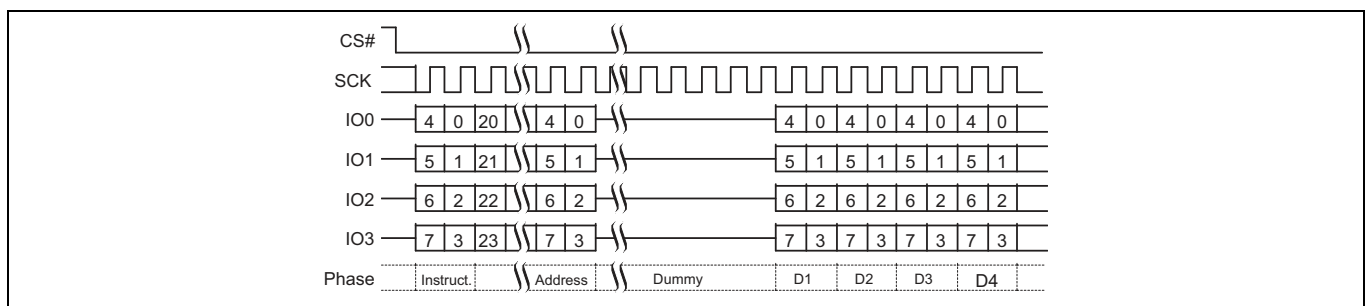 CS#
SCK
IO0 4 0 20 4 0 4 0 4 0 4 0 4 0
IO1 5 1 21 5 1 5 1 5 1 5 1 5 1
IO2 6 2 22 6 2 6 2 6 2 6 2 6 2
IO3 7 3 23 7 3 7 3 7 3 7 3 7 3
Phase Instruct. Address Dummy D1 D2 D3 D4